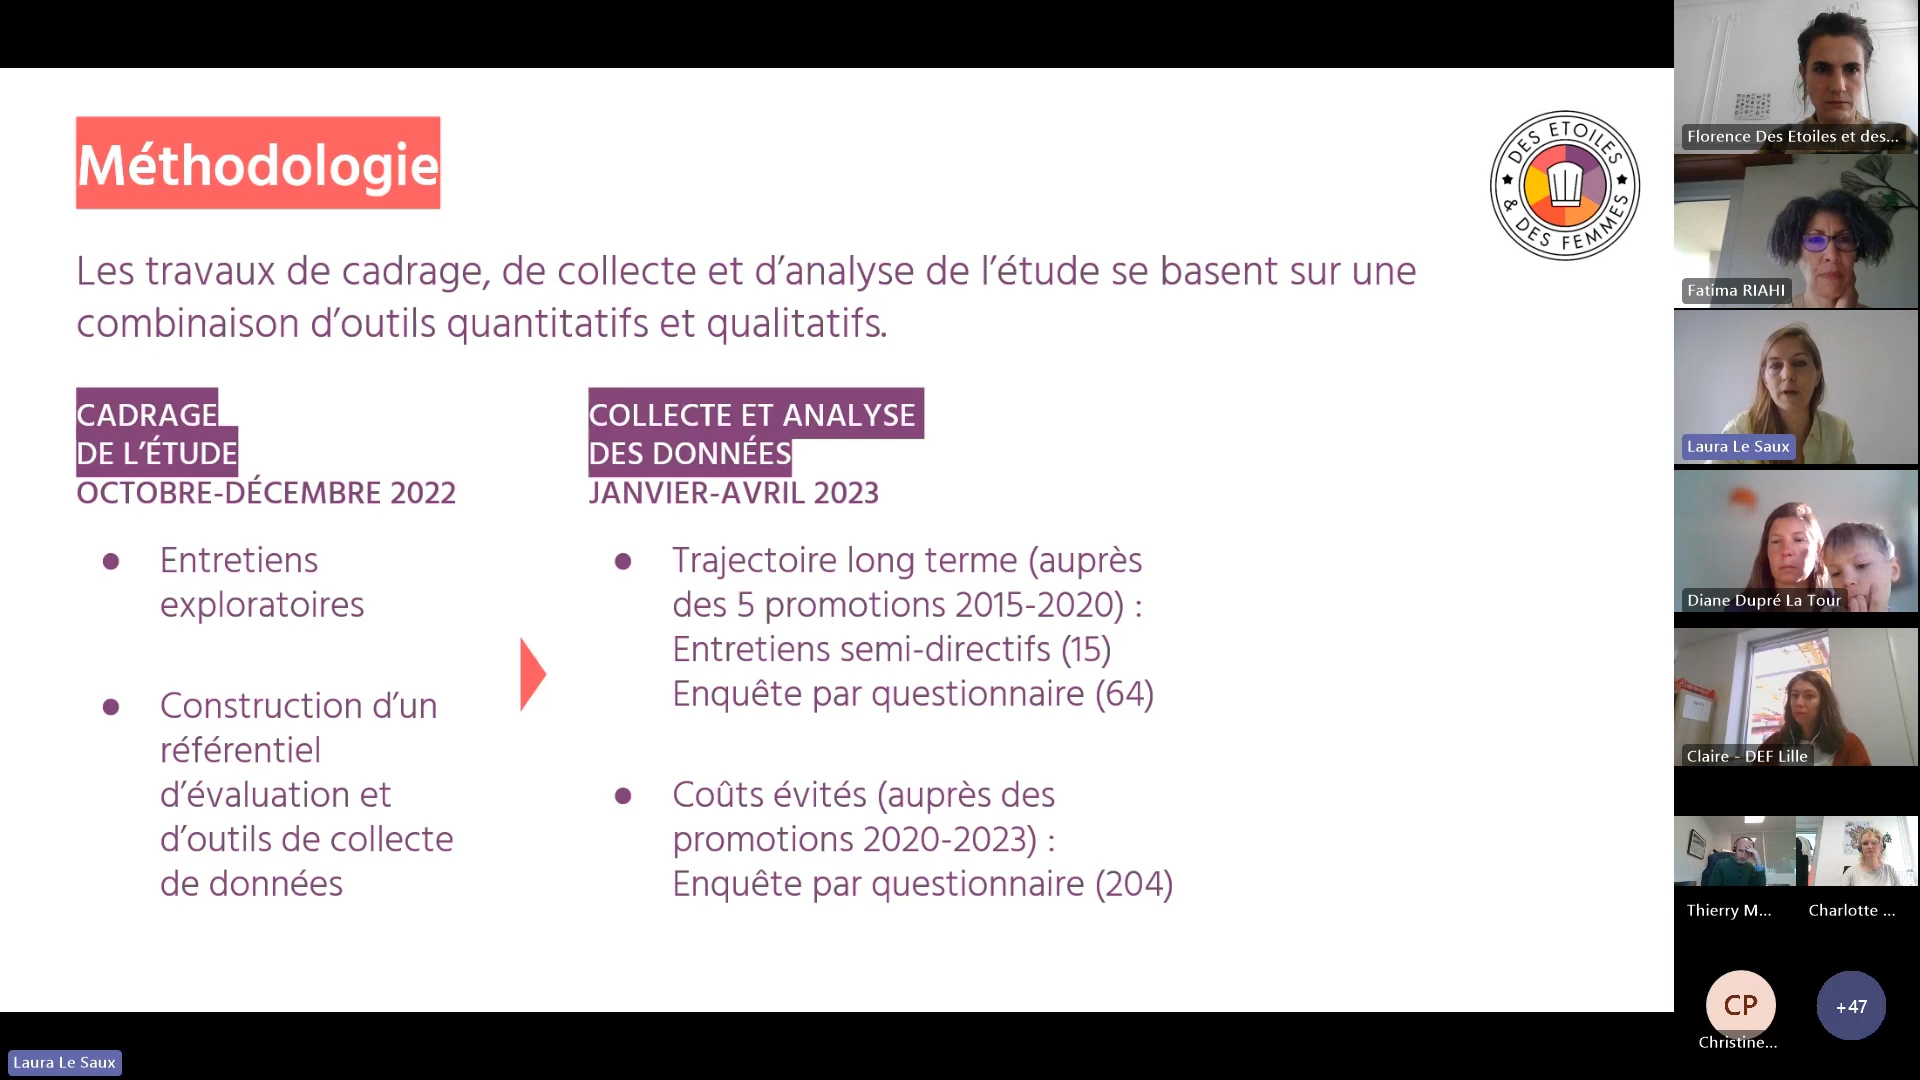 Méthodologie
DES ETOILES
& DES FEMMES
Les travaux de cadrage, de collecte et d’analyse de l’étude se basent sur une
combinaison d’outils quantitatifs et qualitatifs.
CADRAGE
DE L’ÉTUDE
OCTOBRE-DÉCEMBRE 2022
● Entretiens
exploratoires
● Construction d’un
référentiel
d’évaluation et
d’outils de collecte
de données
COLLECTE ET ANALYSE
DES DONNÉES
JANVIER-AVRIL 2023
● Trajectoire long terme (auprès
des 5 promotions 2015-2020) :
Entretiens semi-directifs (15)
Enquête par questionnaire (64)
● Coûts évités (auprès des
promotions 2020-2023) :
Enquête par questionnaire (204)
Florence Des Etoiles et des...
Fatima RIAHI
Laura Le Saux
Diane Dupré La Tour
Claire - DEF Lille
Thierry M...
Charlotte ...
CP
+47
Christine...
Laura Le Saux